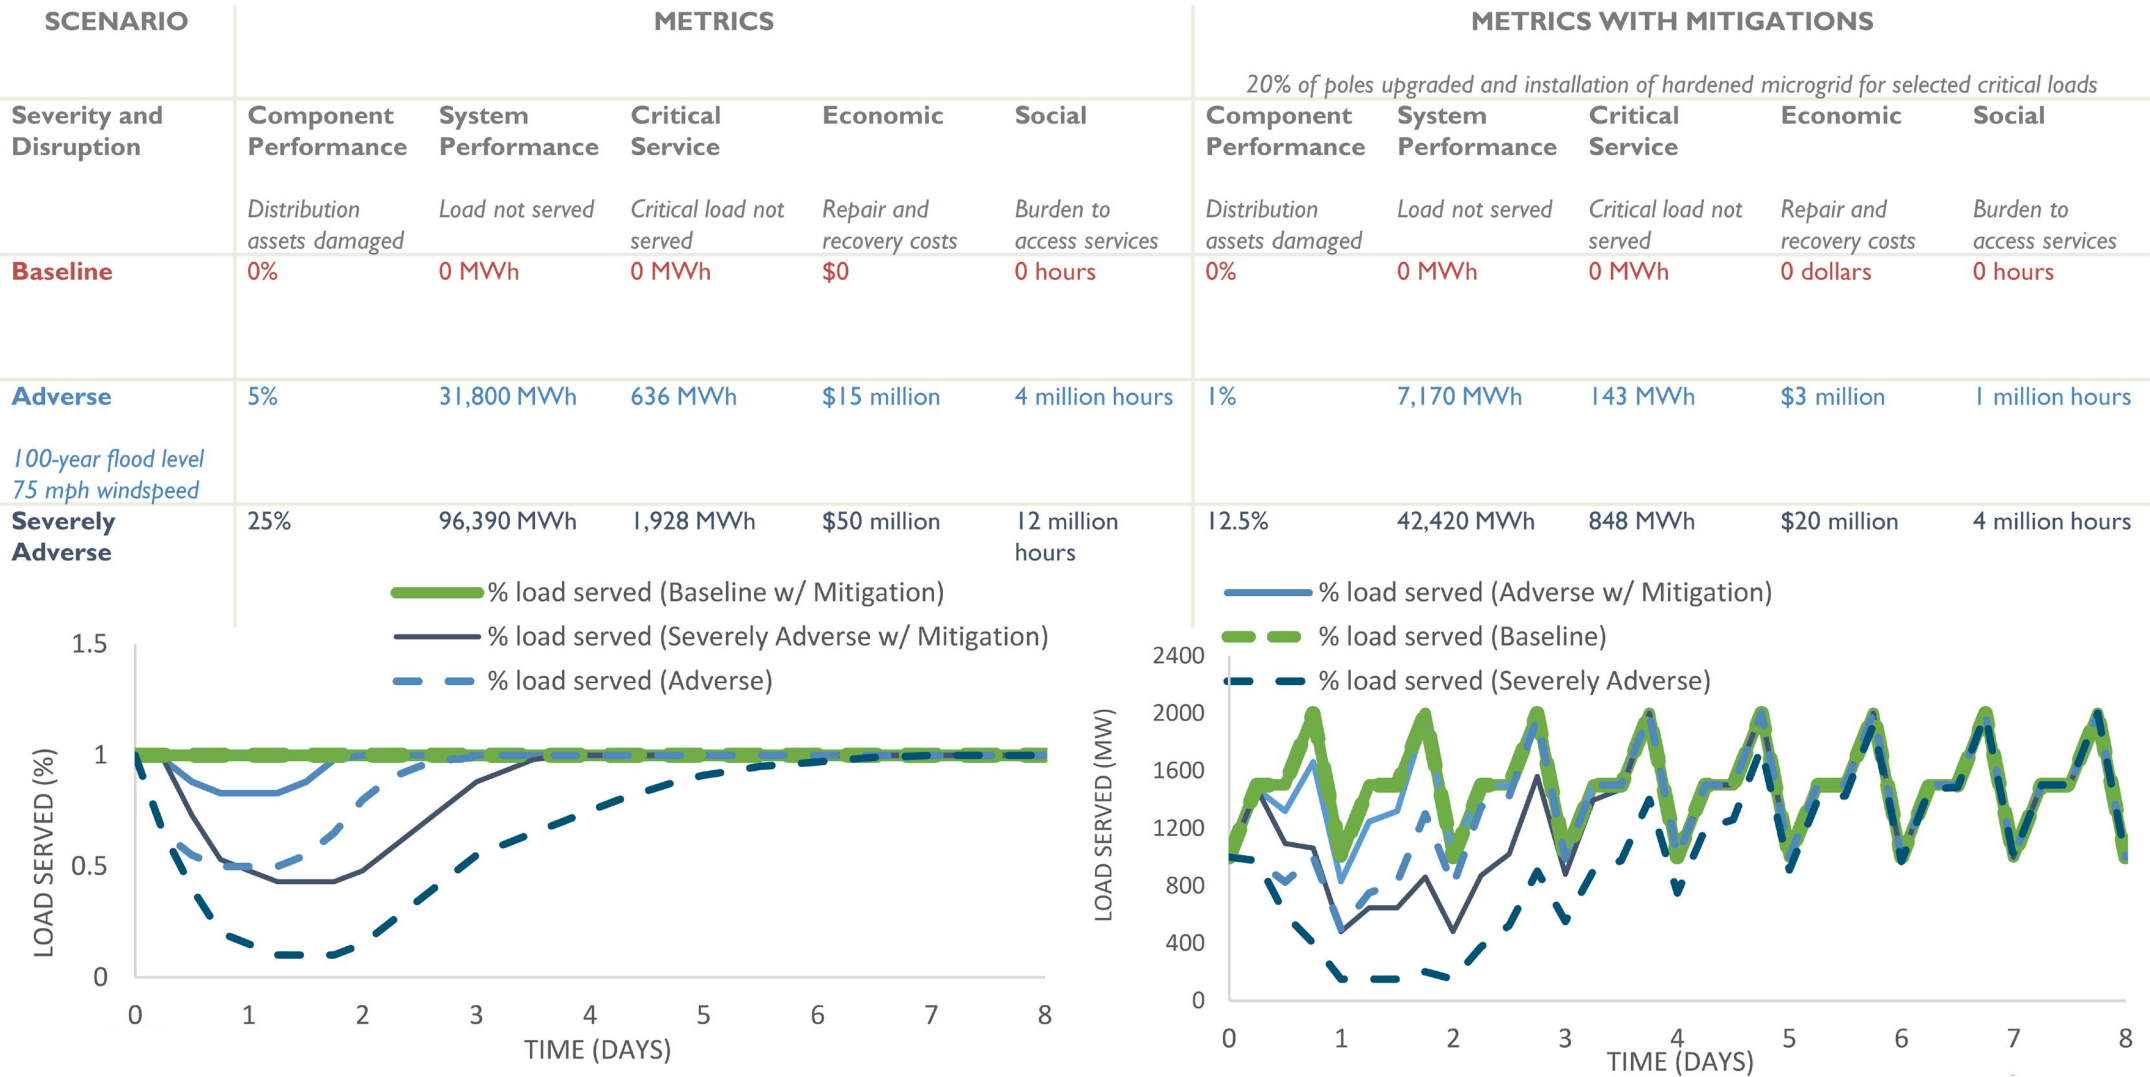 SCENARIO METRICS METRICS WITH MITIGATIONS
20% of poles upgraded and installation of hardened microgrid for selected critical loads
Severity and Component System Critical Economic Social Component System Critical Economic Social
Disruption Performance Performance Service Performance Performance Service
Distribution Load not served Critical load not Repair and Burden to Distribution Load not served Critical load not Repair and Burden to
assets damaged served recovery costs access services assets damaged served recovery costs access services
Baseline 0% 0 MWh 0 MWh $0 0 hours 0% 0 MWh 0 MWh 0 dollars 0 hours
Adverse 5% 31,800 MWh 636 MWh $15 million 4 million hours 1% 7,170 MWh 143 MWh $3 million 1 million hours
100-year flood level
75 mph windspeed
Severely 25% 96,390 MWh 1,928 MWh $50 million 12 million 12.5% 42,420 MWh 848 MWh $20 million 4 million hours
Adverse hours
% load served (Baseline w/ Mitigation) % load served (Adverse w/ Mitigation)
% load served (Severely Adverse w/ Mitigation) % load served (Baseline)
% load served (Adverse) % load served (Severely Adverse)
LOAD SERVED (%)
1.5
1
0.5
0
0 1 2 3 4 5 6 7 8
TIME (DAYS)
LOAD SERVED (MW)
2400
2000
1600
1200
800
400
0
0 1 2 3 4 5 6 7 8
TIME (DAYS)